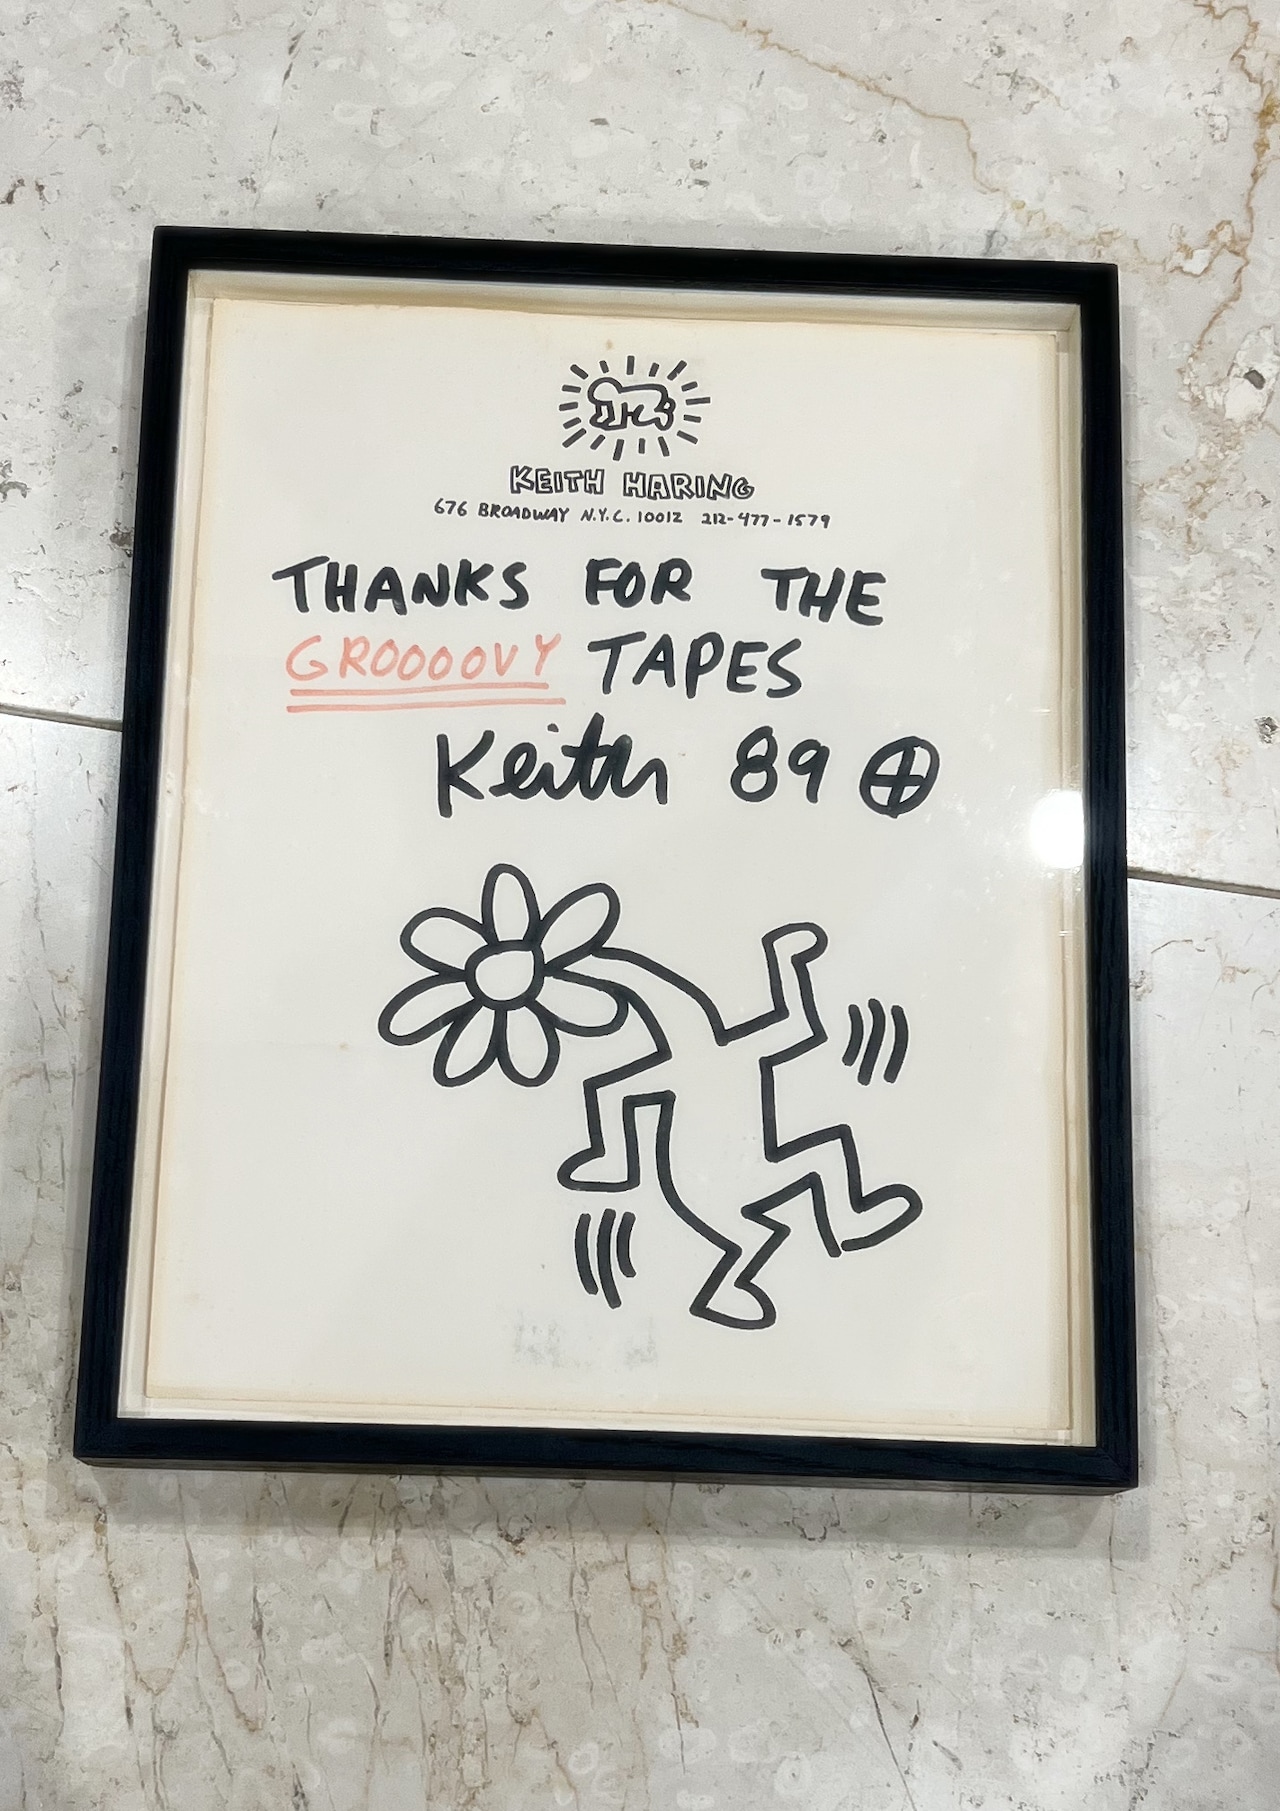 KEITH HARING
676 BROADWAY N.Y.C. 10012 212-477-1579
THANKS FOR THE
GROOOOVY TAPES
Keith 89